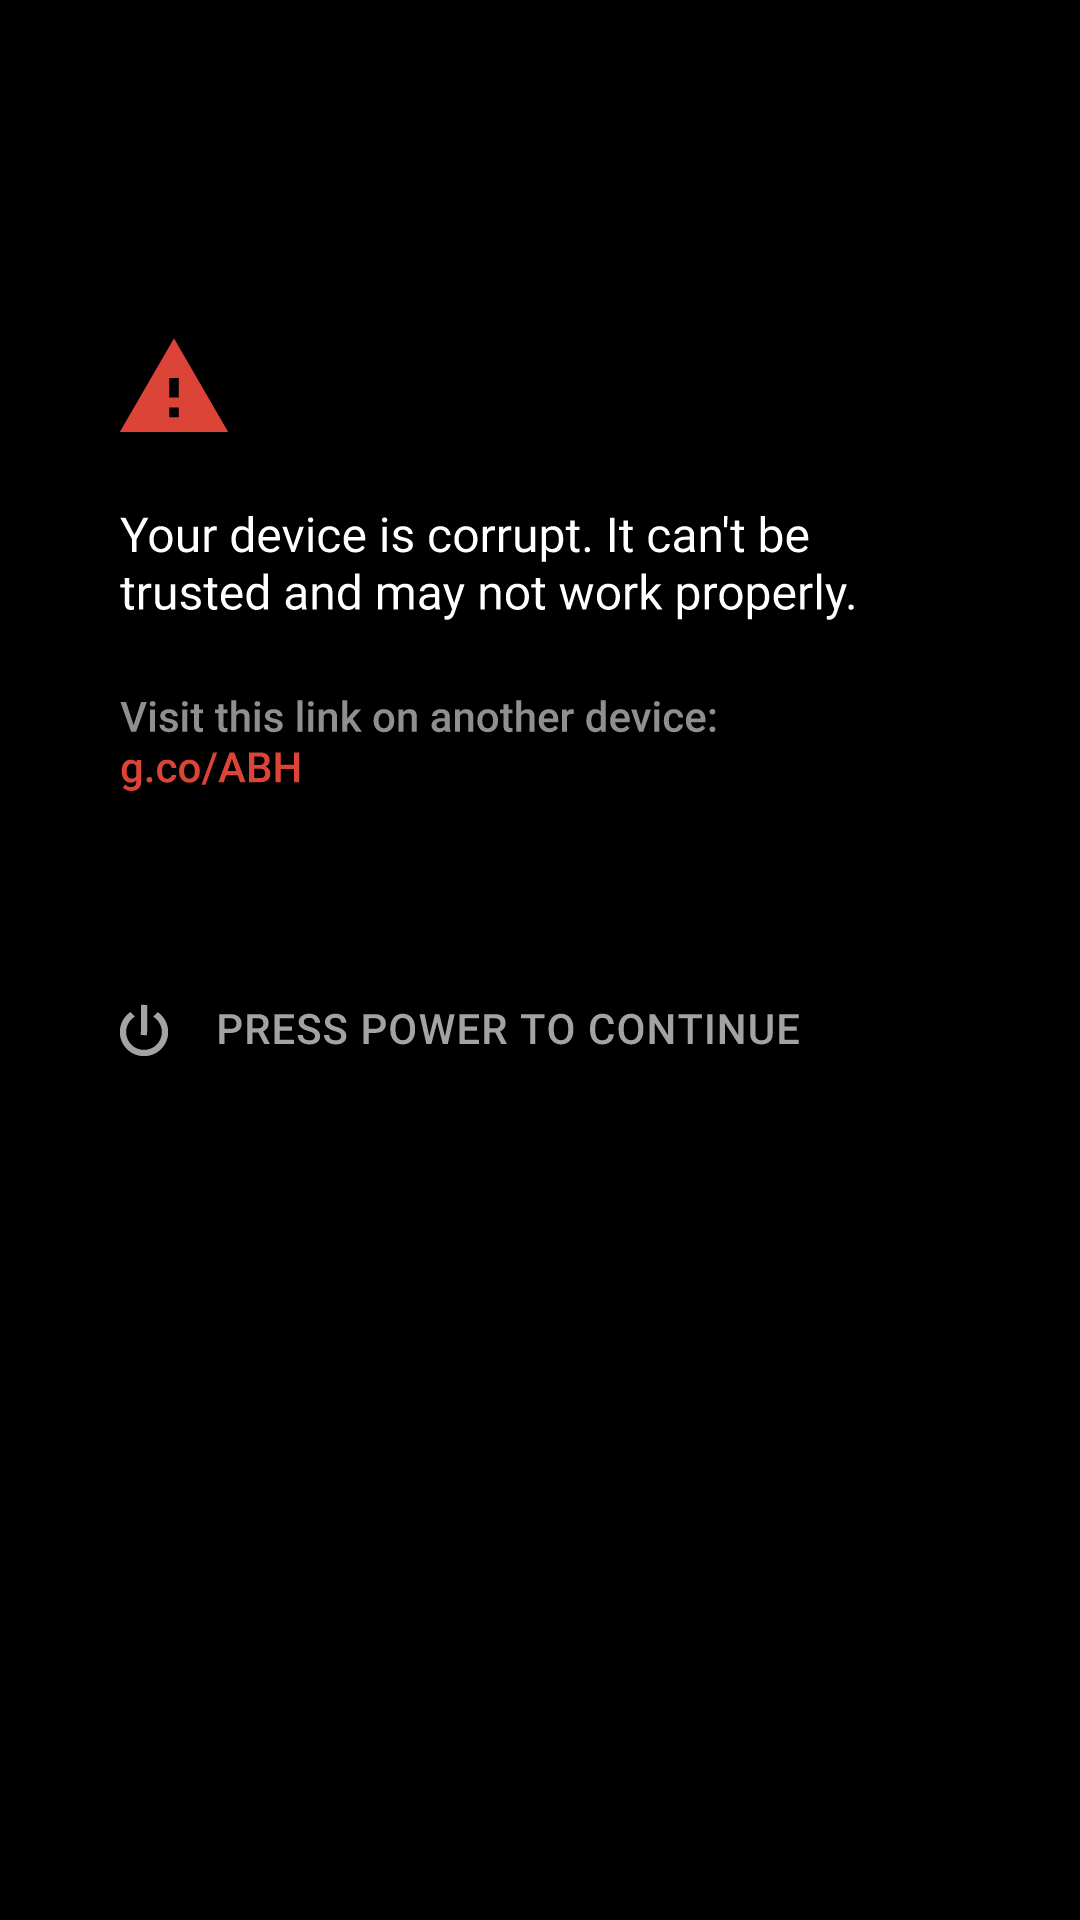 Your device is corrupt. It can't be
trusted and may not work properly.
Visit this link on another device:
g.co/ABH
PRESS POWER TO CONTINUE